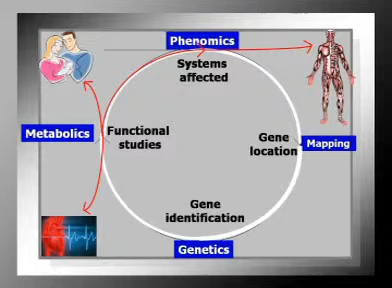 Phenomics
Systems
affected
Metabolics
Functional
studies
Gene
location
Mapping
Gene
identification
Genetics